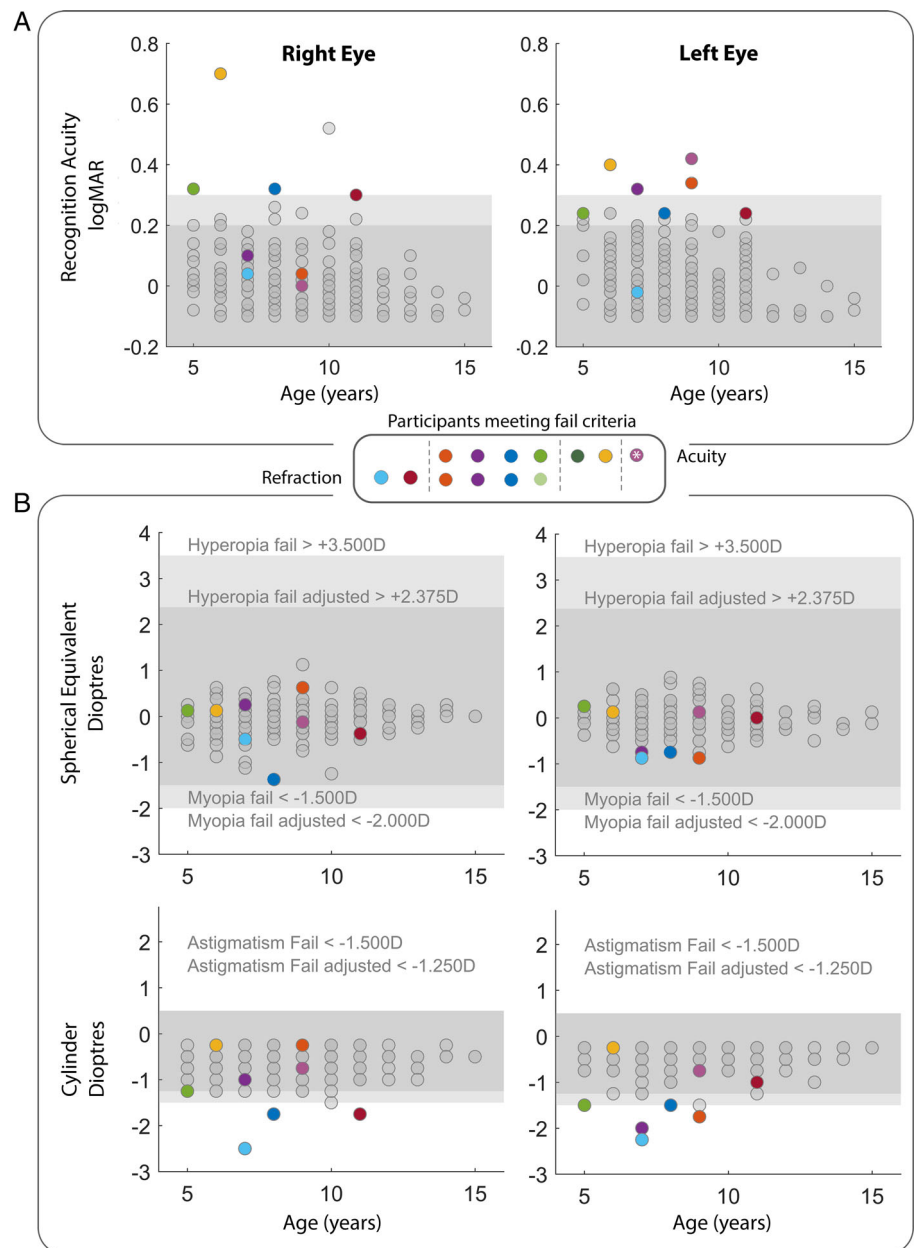 A
Right Eye
Left Eye
Recognition Acuity
logMAR
0.8
0.6
0.4
0.2
0
-0.2
5
10
15
Age (years)
0.8
0.6
0.4
0.2
0
-0.2
5
10
15
Age (years)
Participants meeting fail criteria
*
Acuity
Refraction
B
Spherical Equivalent
Dioptres
4
3
2
1
0
-1
-2
-3
Hyperopia fail > +3.500D
Hyperopia fail adjusted > +2.375D
Myopia fail < -1.500D
Myopia fail adjusted < -2.000D
5
10
15
4
3
2
1
0
-1
-2
-3
Hyperopia fail > +3.500D
Hyperopia fail adjusted > +2.375D
Myopia fail < -1.500D
Myopia fail adjusted < -2.000D
5
10
15
Cylinder
Dioptres
2
1
0
-1
-2
-3
Astigmatism Fail < -1.500D
Astigmatism Fail adjusted < -1.250D
5
10
15
Age (years)
2
1
0
-1
-2
-3
Astigmatism Fail < -1.500D
Astigmatism Fail adjusted < -1.250D
5
10
15
Age (years)